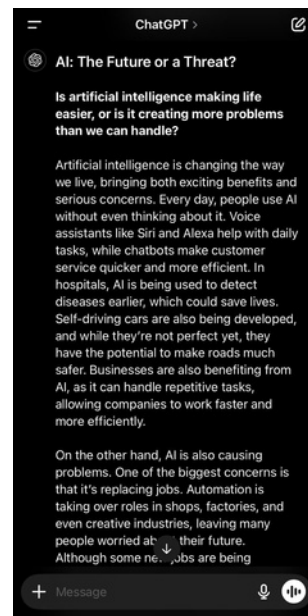 ChatGPT >
AI: The Future or a Threat?
Is artificial intelligence making life
easier, or is it creating more problems
than we can handle?
Artificial intelligence is changing the way
we live, bringing both exciting benefits and
serious concerns. Every day, people use AI
without even thinking about it. Voice
assistants like Siri and Alexa help with daily
tasks, while chatbots make customer
service quicker and more efficient. In
hospitals, AI is being used to detect
diseases earlier, which could save lives.
Self-driving cars are also being developed,
and while they're not perfect yet, they
have the potential to make roads much
safer. Businesses are also benefiting from
AI, as it can handle repetitive tasks,
allowing companies to work faster and
more efficiently.
On the other hand, AI is also causing
problems. One of the biggest concerns is
that it's replacing jobs. Automation is
taking over roles in shops, factories, and
even creative industries, leaving many
people worried their future.
Although some jobs are being
Message